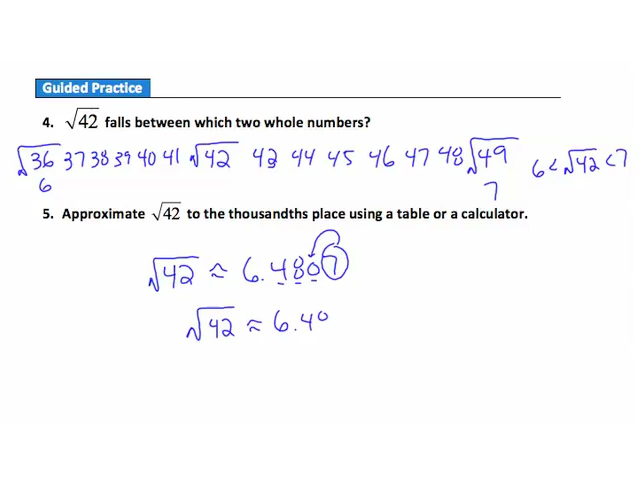 Guided Practice
4. √42 falls between which two whole numbers?
√36 37 38 39 40 41 √42 43 44 45 46 47 48 √49 6 < √42 < 7
6 7
5. Approximate √42 to the thousandths place using a table or a calculator.
√42 ≈ 6.4807
√42 ≈ 6.48